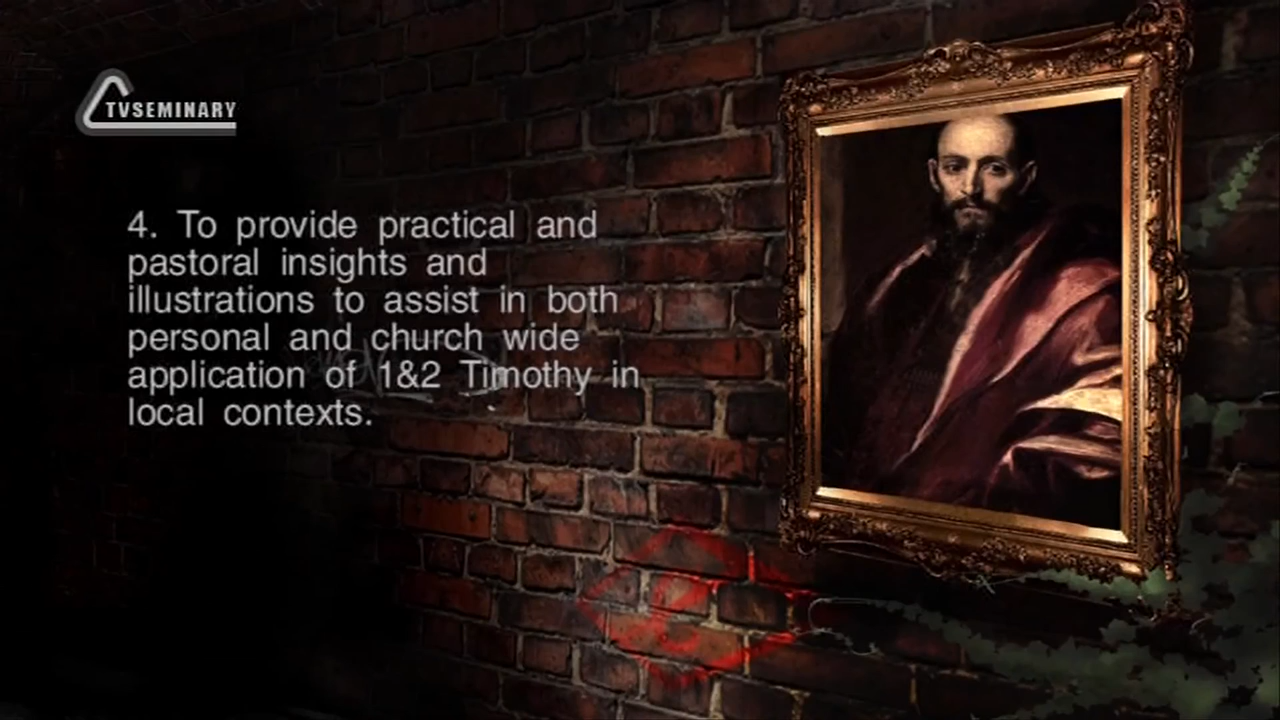 TVSEMINARY
4. To provide practical and
pastoral insights and
illustrations to assist in both
personal and church wide
application of 1&2 Timothy in
local contexts.